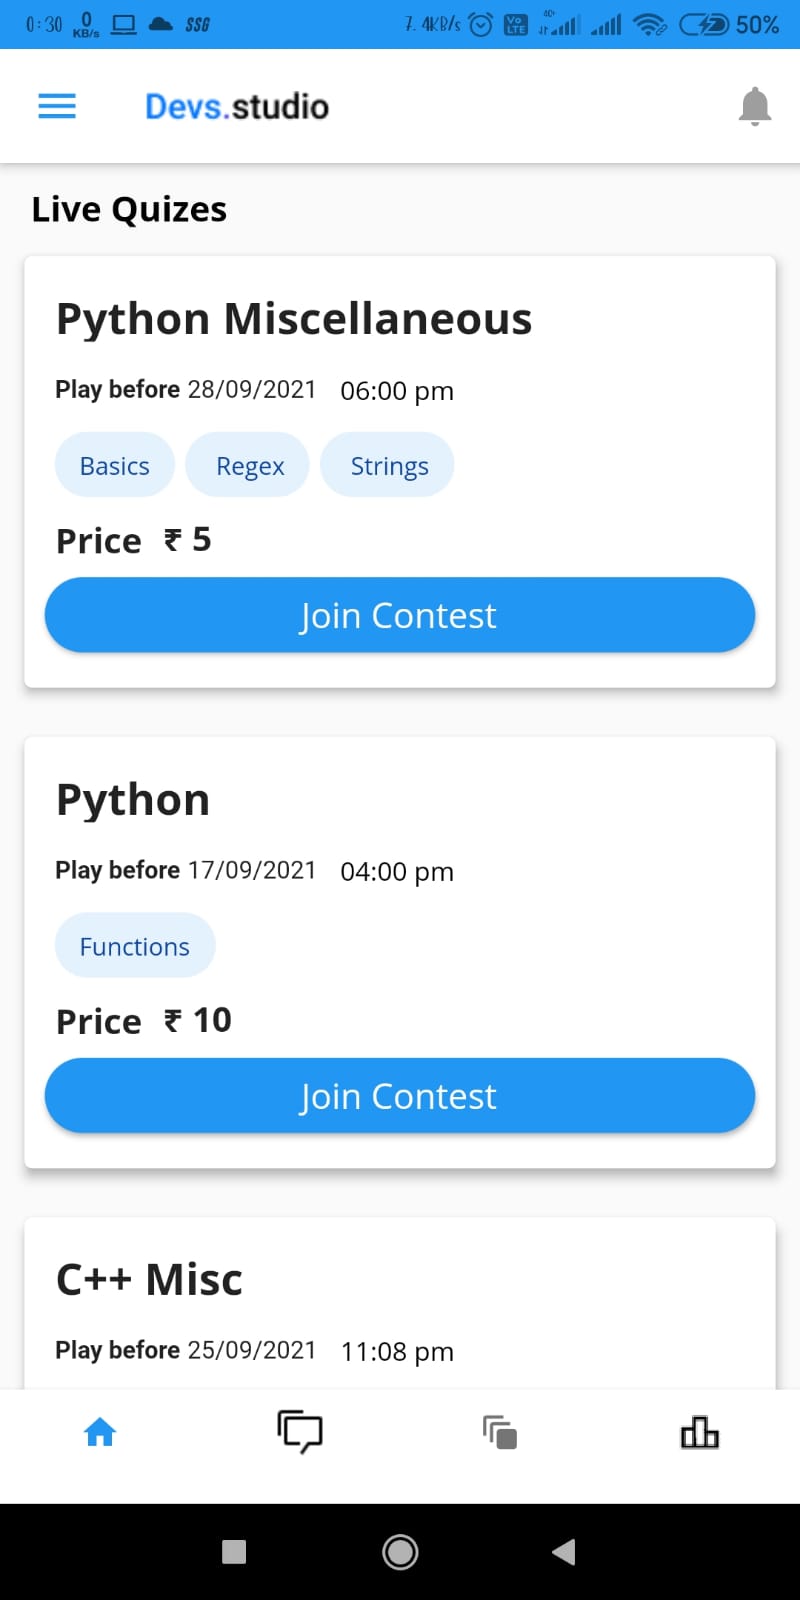 0:30 0 KB/s SSG 7.4KB/s Vo LTE 4G+ 50%
Devs.studio
Live Quizes
Python Miscellaneous
Play before 28/09/2021 06:00 pm
Basics Regex Strings
Price ₹ 5
Join Contest
Python
Play before 17/09/2021 04:00 pm
Functions
Price ₹ 10
Join Contest
C++ Misc
Play before 25/09/2021 11:08 pm